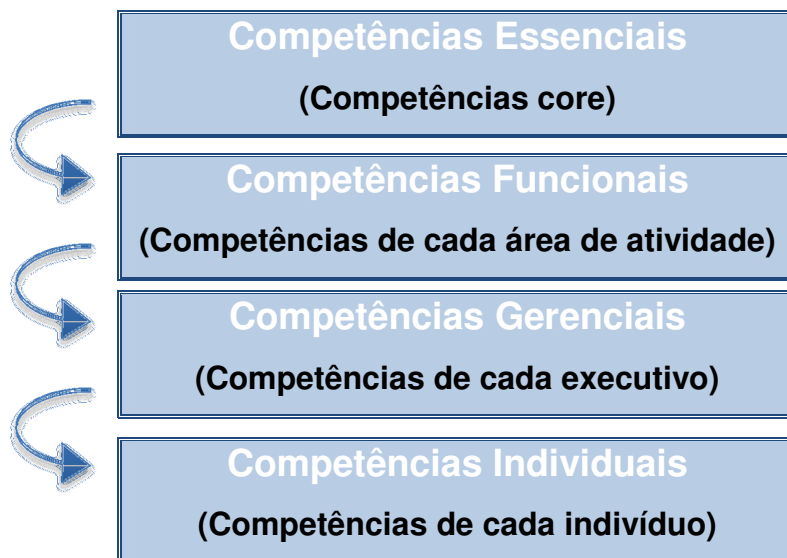 Competências Essenciais
(Competências core)
Competências Funcionais
(Competências de cada área de atividade)
Competências Gerenciais
(Competências de cada executivo)
Competências Individuais
(Competências de cada indivíduo)